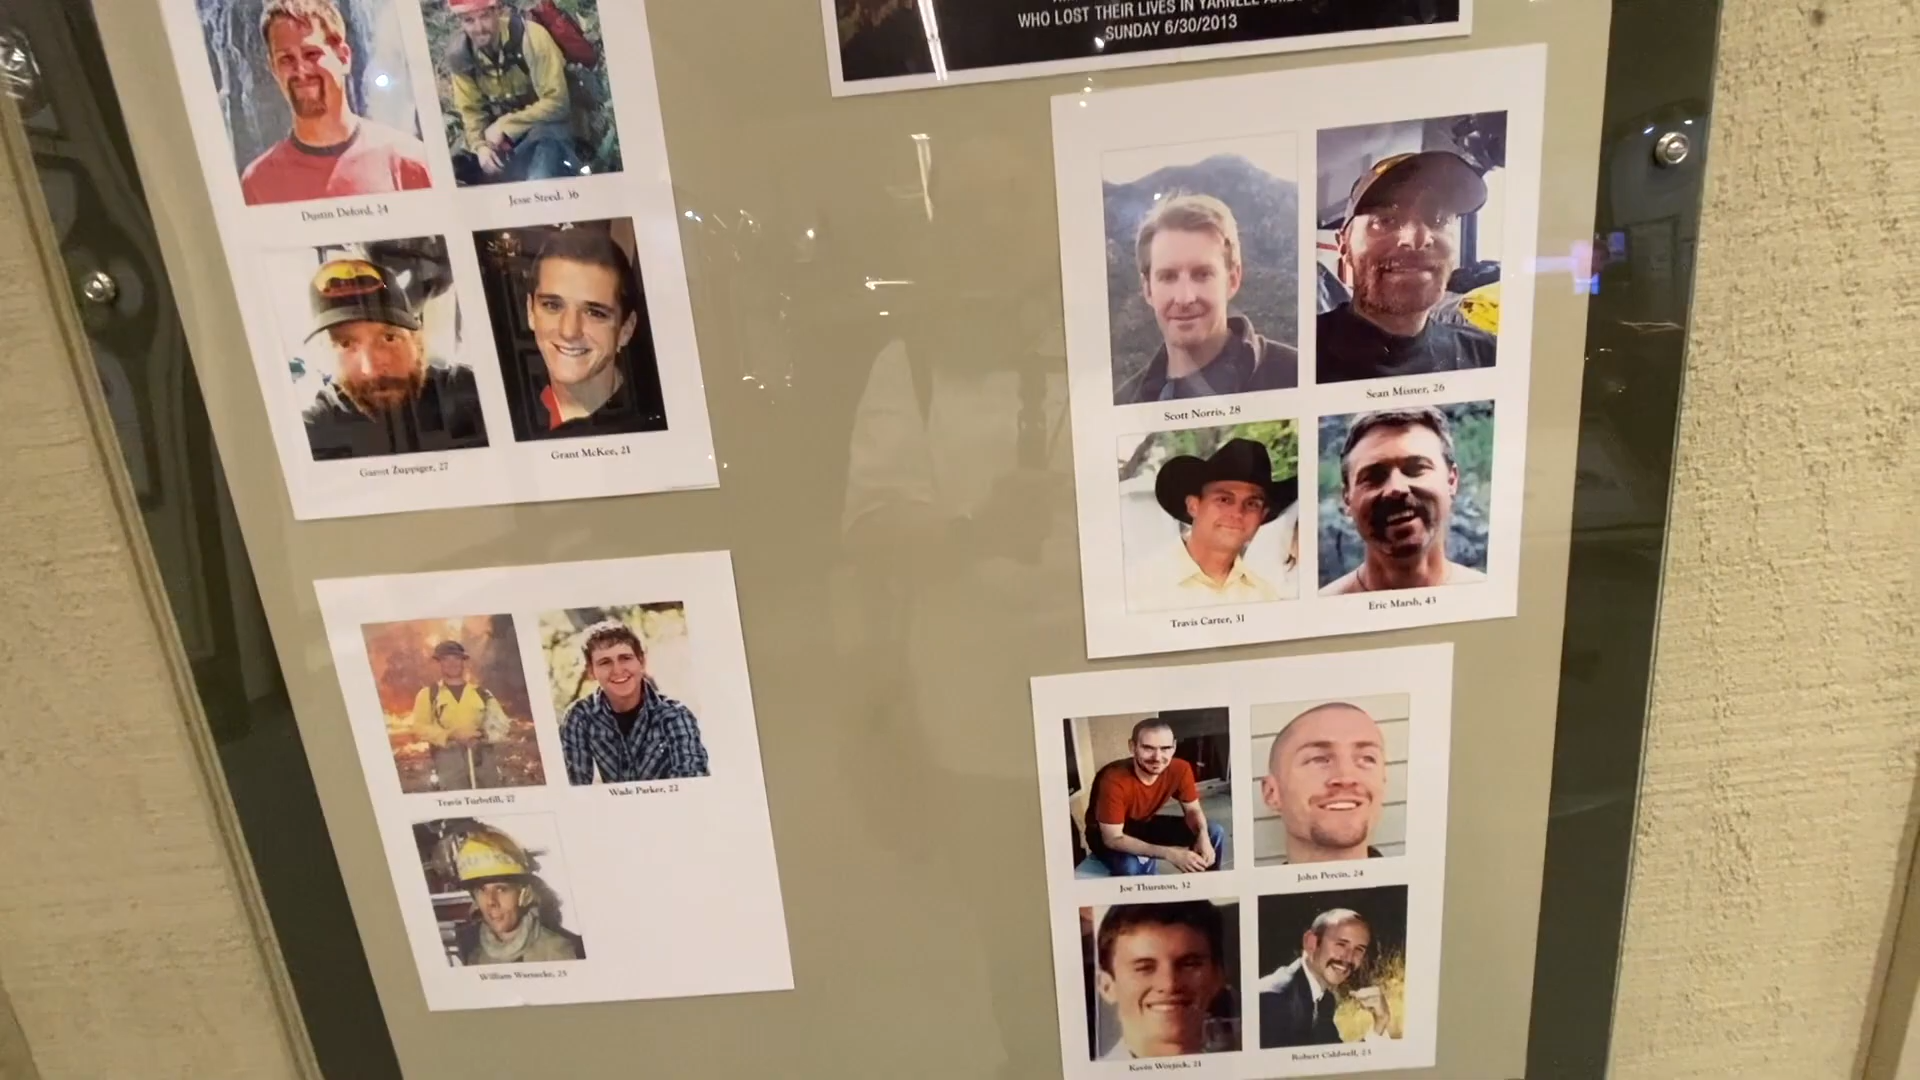 WHO LOST THEIR LIVES IN YARNELL
SUNDAY 6/30/2013
Dustin Deford, 24
Jesse Steed, 36
Garret Zuppiger, 27
Grant McKee, 21
Scott Norris, 28
Sean Misner, 26
Travis Carter, 31
Eric Marsh, 43
Travis Turbyfill, 27
Wade Parker, 22
William Warnecke, 25
Joe Thurston, 32
John Percin, 24
Kevin Woyjeck, 21
Robert Caldwell, 23